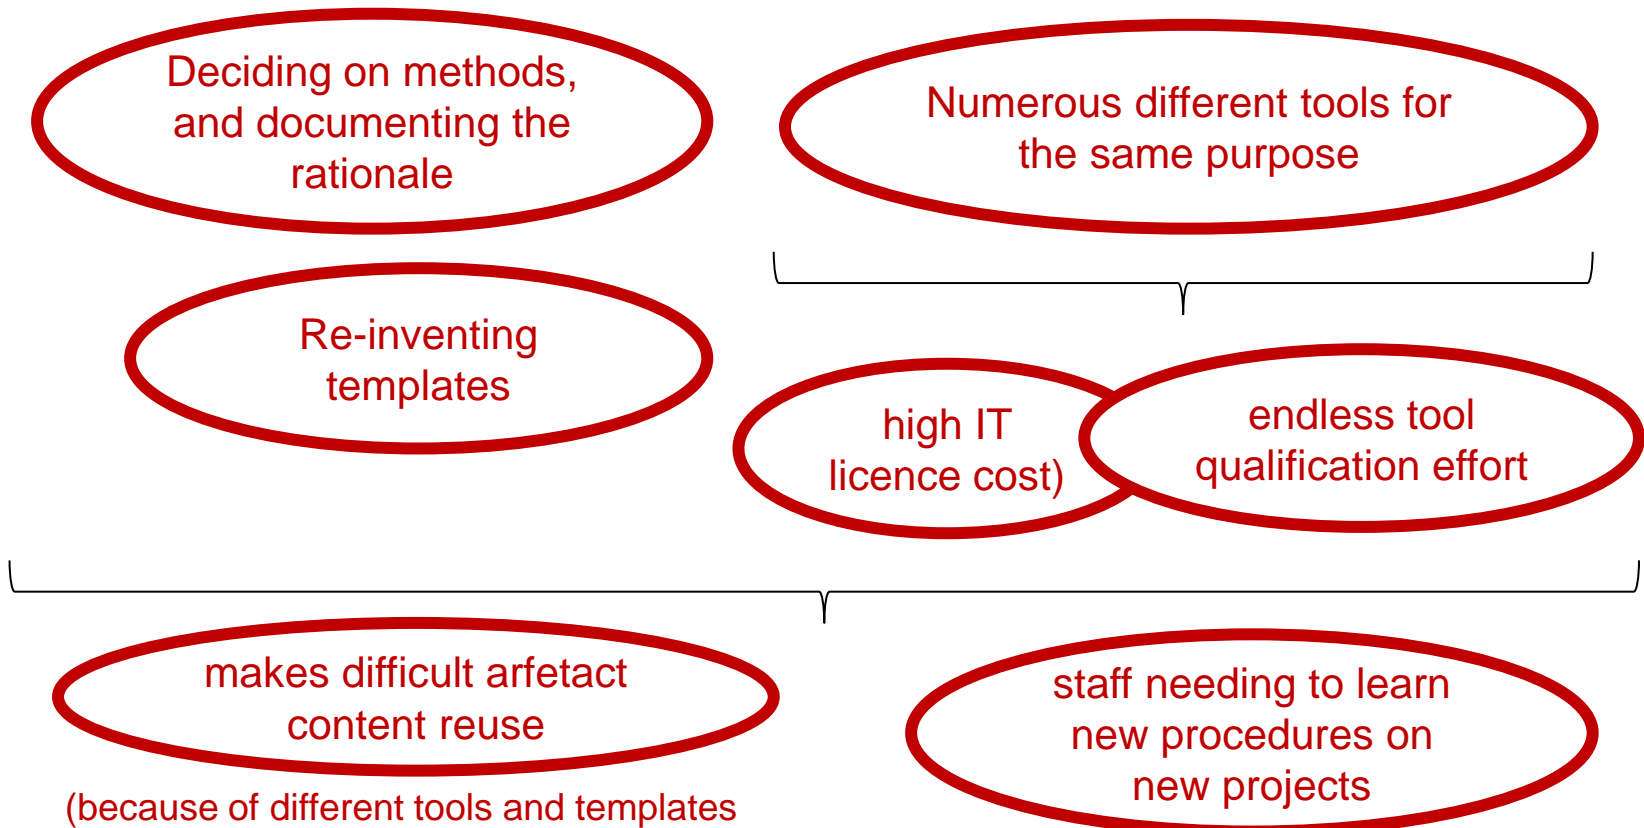 Deciding on methods,
and documenting the
rationale
Numerous different tools for
the same purpose
Re-inventing
templates
high IT
licence cost)
endless tool
qualification effort
makes difficult arfetact
content reuse
(because of different tools and templates
staff needing to learn
new procedures on
new projects